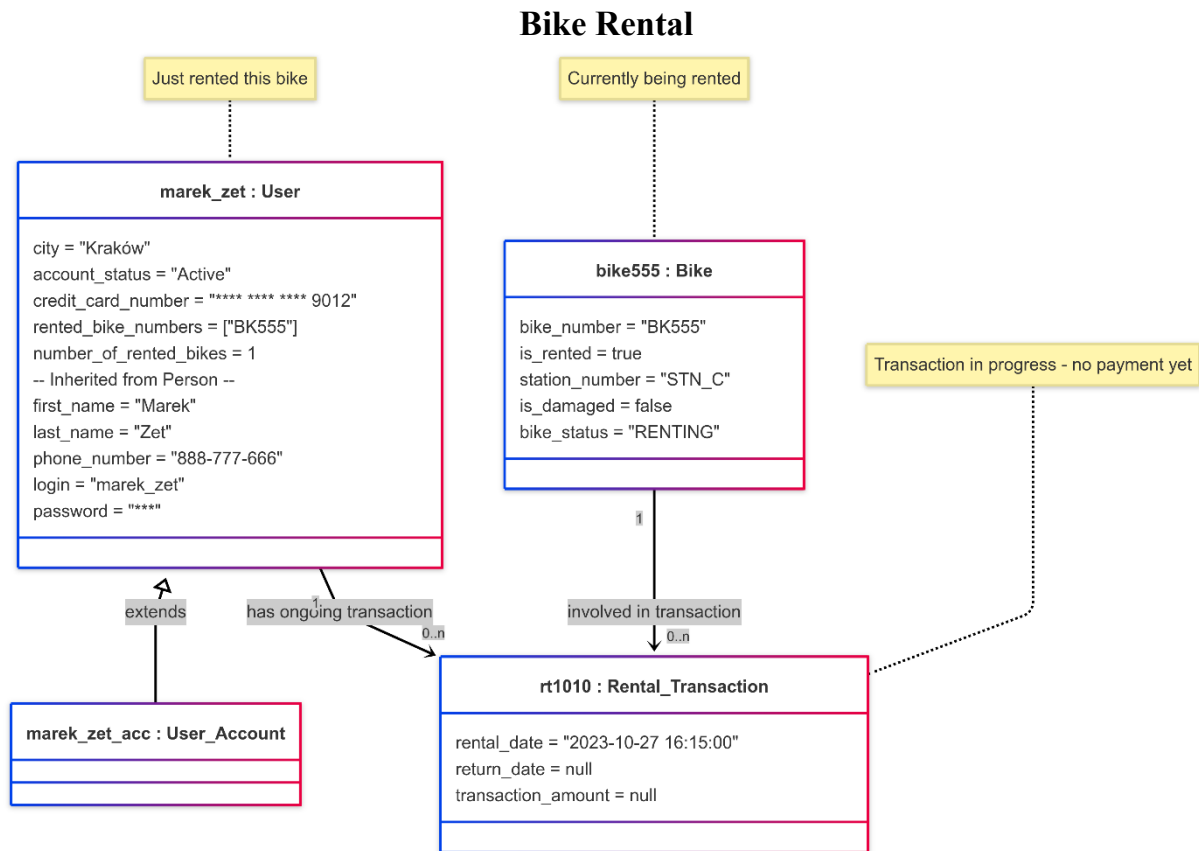 Bike Rental
Just rented this bike
Currently being rented
marek_zet : User
city = "Kraków"
account_status = "Active"
credit_card_number = "**** **** **** 9012"
rented_bike_numbers = ["BK555"]
number_of_rented_bikes = 1
-- Inherited from Person --
first_name = "Marek"
last_name = "Zet"
phone_number = "888-777-666"
login = "marek_zet"
password = "***"
bike555 : Bike
bike_number = "BK555"
is_rented = true
station_number = "STN_C"
is_damaged = false
bike_status = "RENTING"
Transaction in progress - no payment yet
1
extends
1
has ongoing transaction
0..n
involved in transaction
0..n
marek_zet_acc : User_Account
rt1010 : Rental_Transaction
rental_date = "2023-10-27 16:15:00"
return_date = null
transaction_amount = null